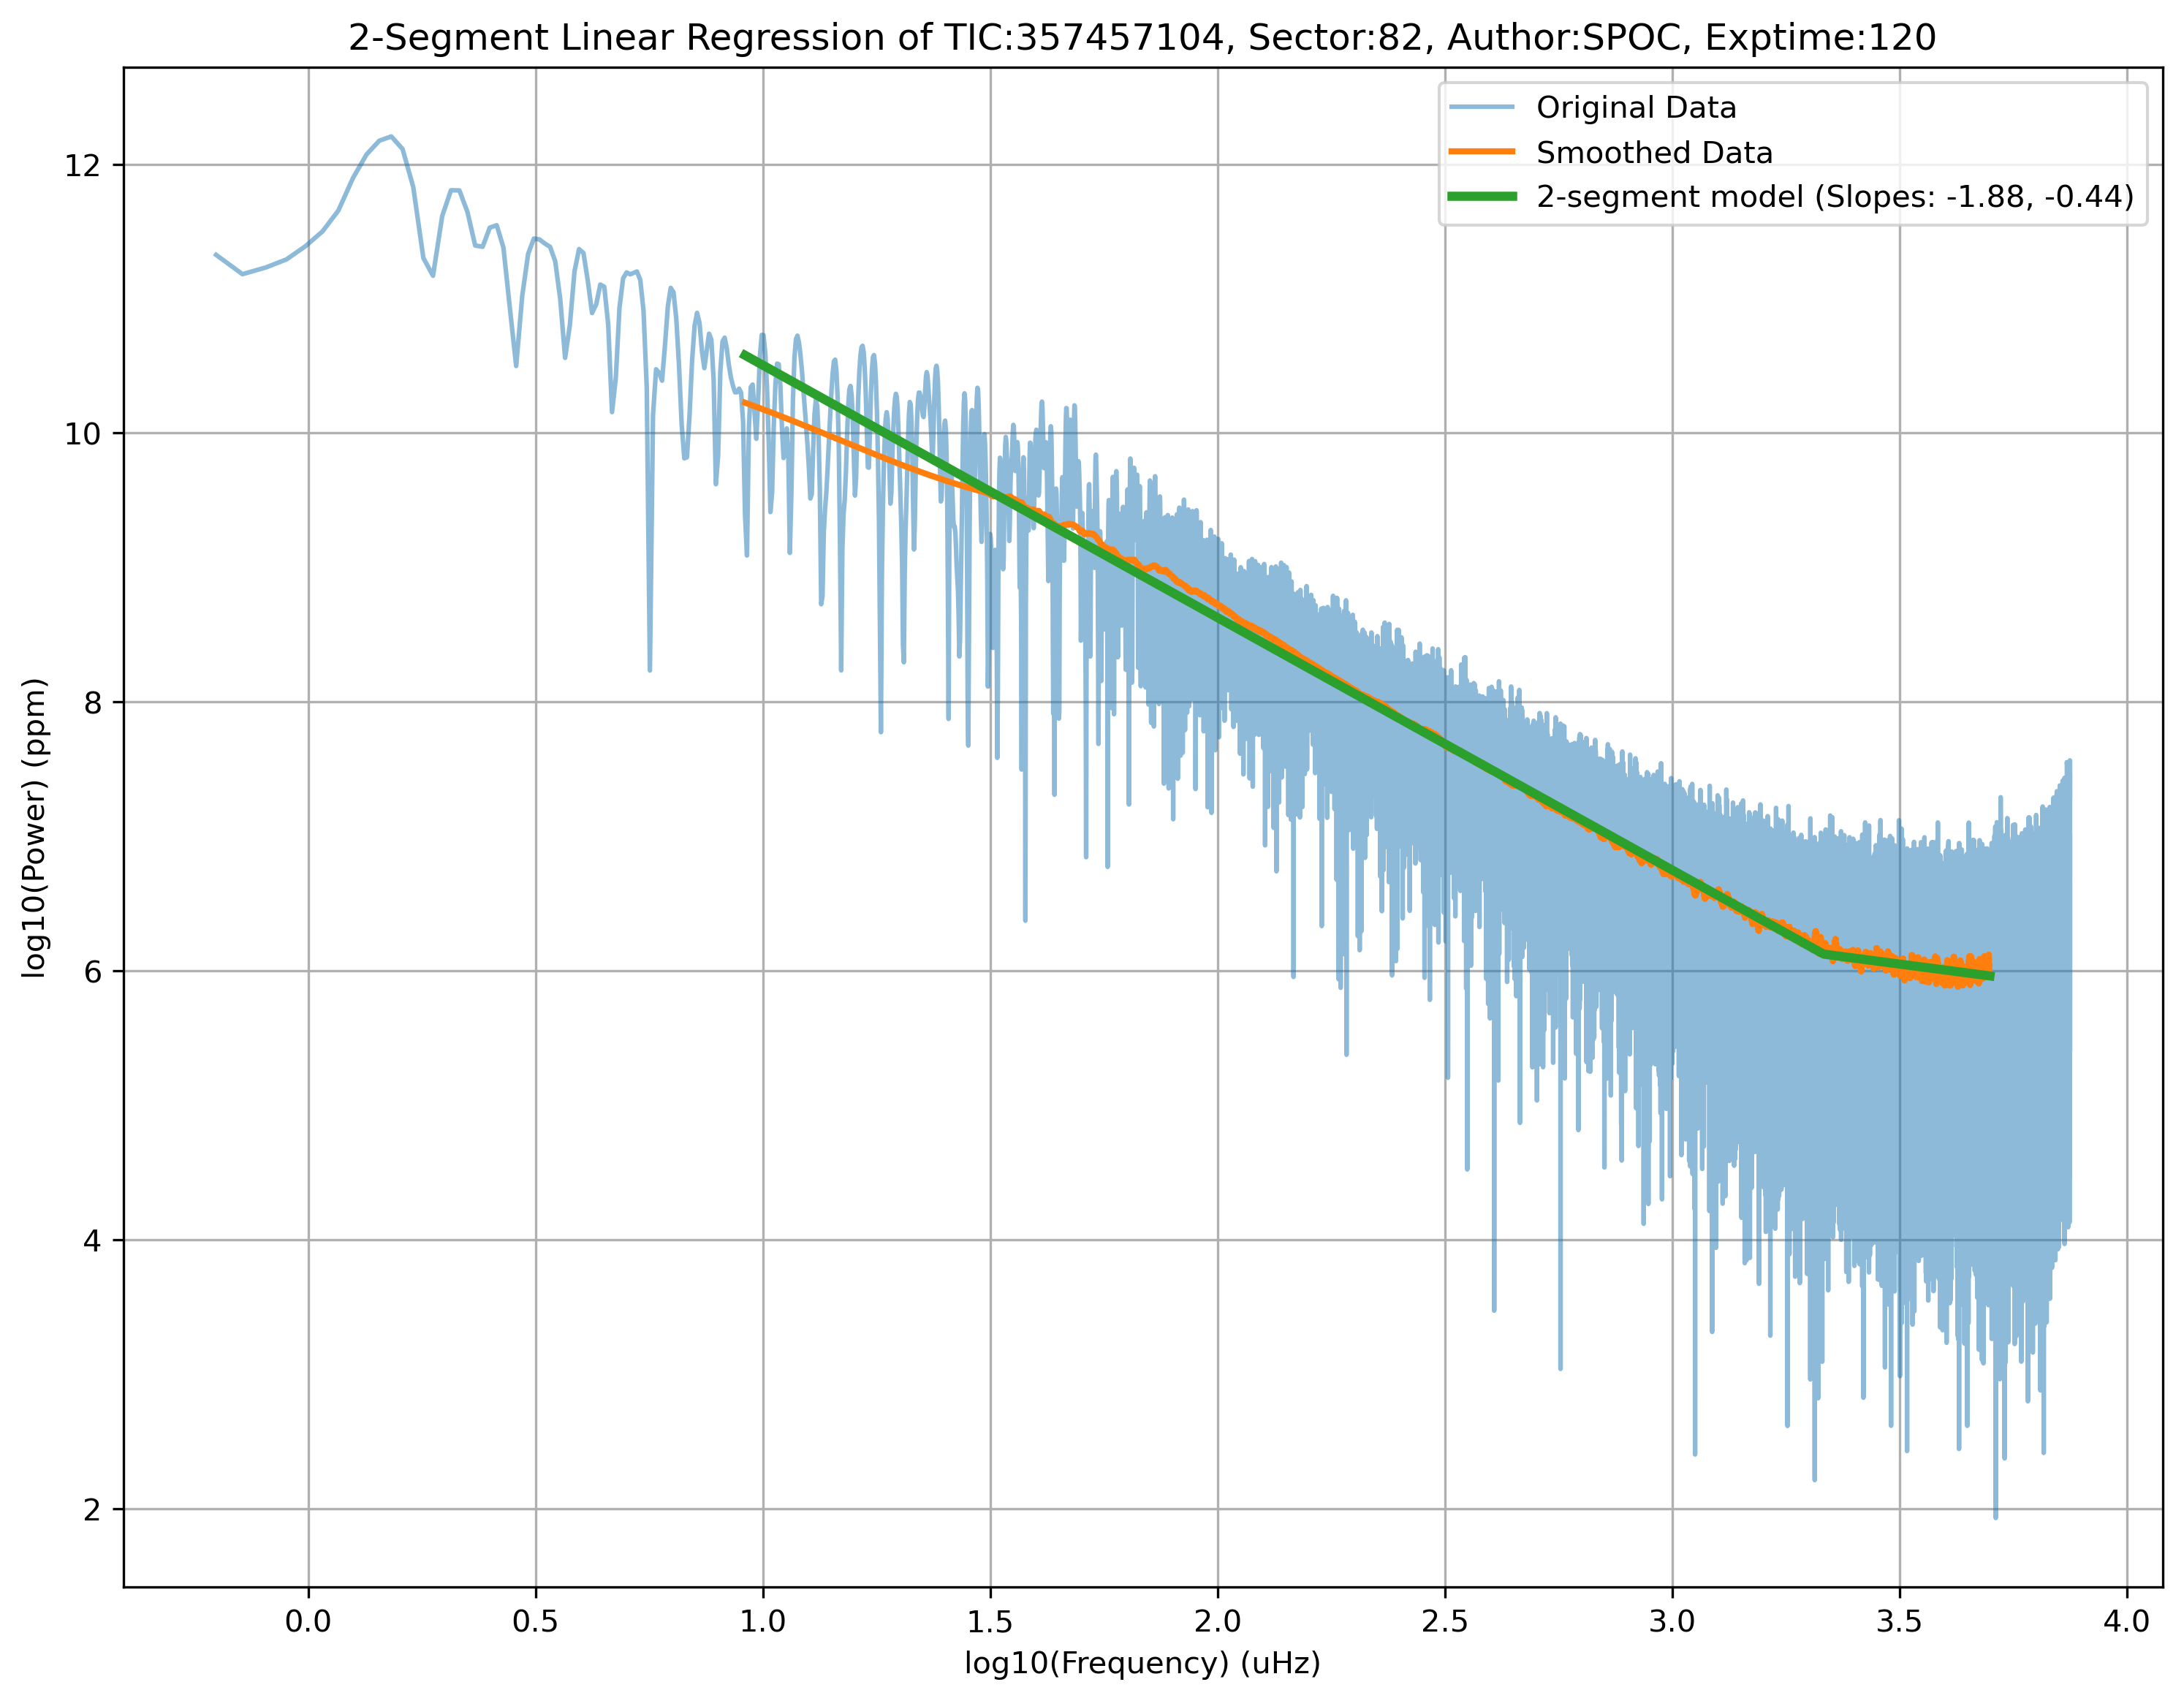 2-Segment Linear Regression of TIC:357457104, Sector:82, Author:SPOC, Exptime:120
Original Data
Smoothed Data
2-segment model (Slopes: -1.88, -0.44)
log10(Power) (ppm)
12
10
8
6
4
2
0.0 0.5 1.0 1.5 2.0 2.5 3.0 3.5 4.0
log10(Frequency) (uHz)